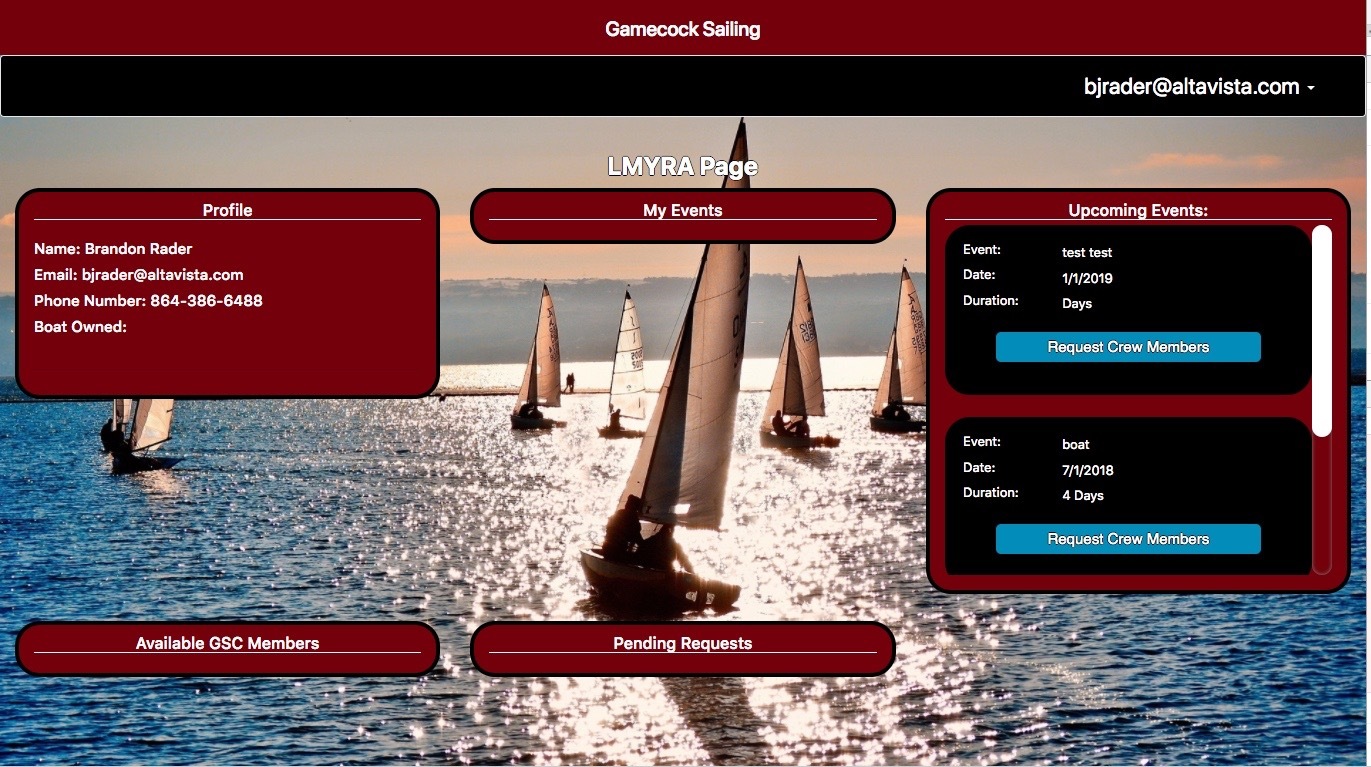 Gamecock Sailing
bjrader@altavista.com
LMYRA Page
Profile
Name: Brandon Rader
Email: bjrader@altavista.com
Phone Number: 864-386-6488
Boat Owned:
My Events
Upcoming Events:
Event: test test
Date: 1/1/2019
Duration: Days
Request Crew Members
Event: boat
Date: 7/1/2018
Duration: 4 Days
Request Crew Members
Available GSC Members
Pending Requests